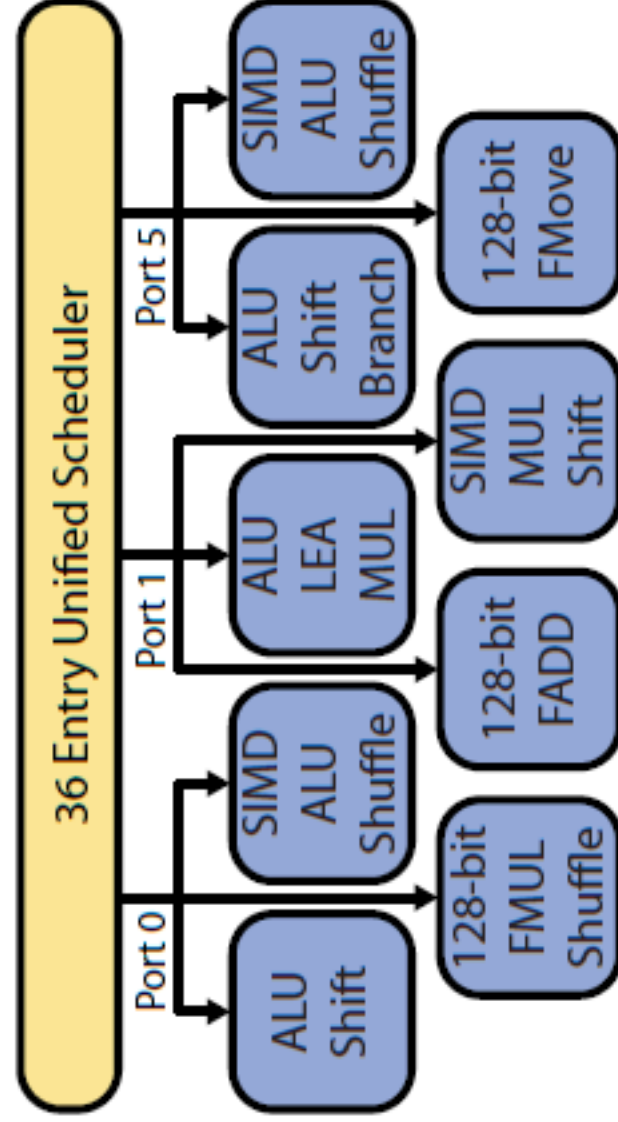 36 Entry Unified Scheduler
Port 0
Port 1
Port 5
ALU
Shift
SIMD
ALU
Shuffle
ALU
LEA
MUL
ALU
Shift
Branch
SIMD
ALU
Shuffle
128-bit
FMUL
Shuffle
128-bit
FADD
SIMD
MUL
Shift
128-bit
FMove